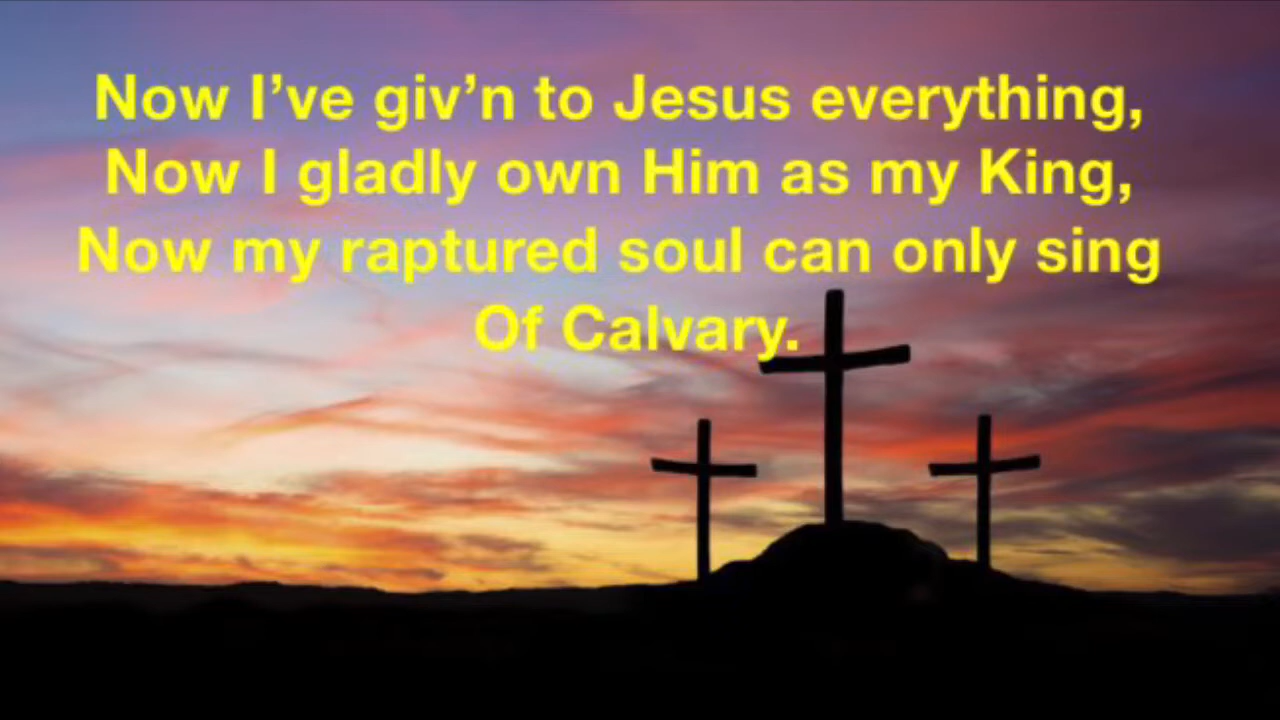 Now I’ve giv’n to Jesus everything,
Now I gladly own Him as my King,
Now my raptured soul can only sing
Of Calvary.